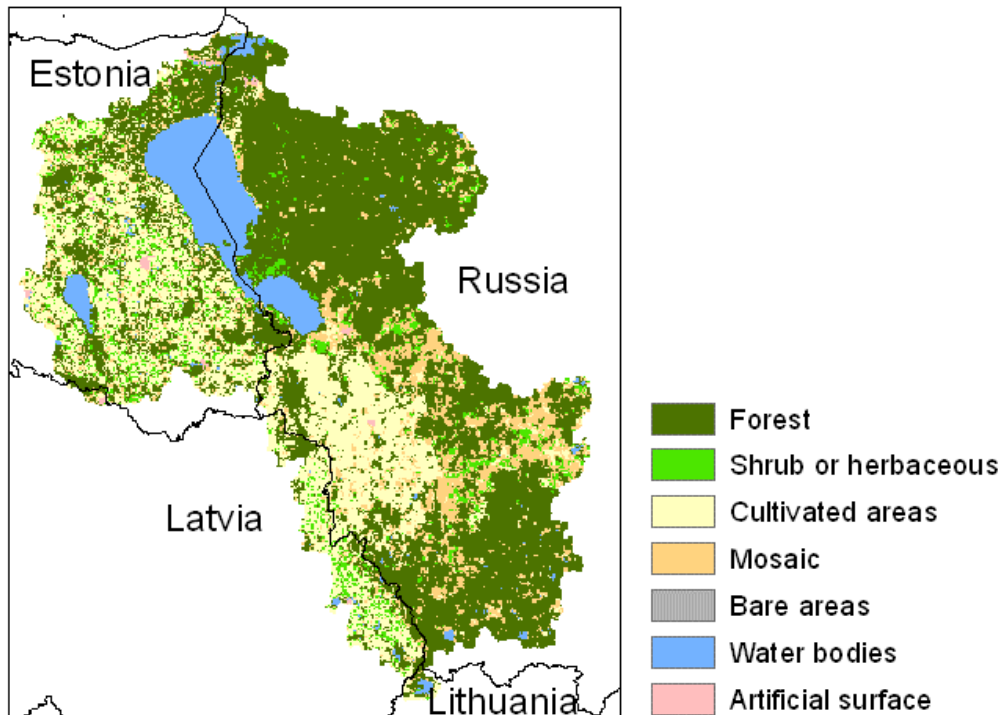 Estonia
Russia
Latvia
Lithuania
Forest
Shrub or herbaceous
Cultivated areas
Mosaic
Bare areas
Water bodies
Artificial surface